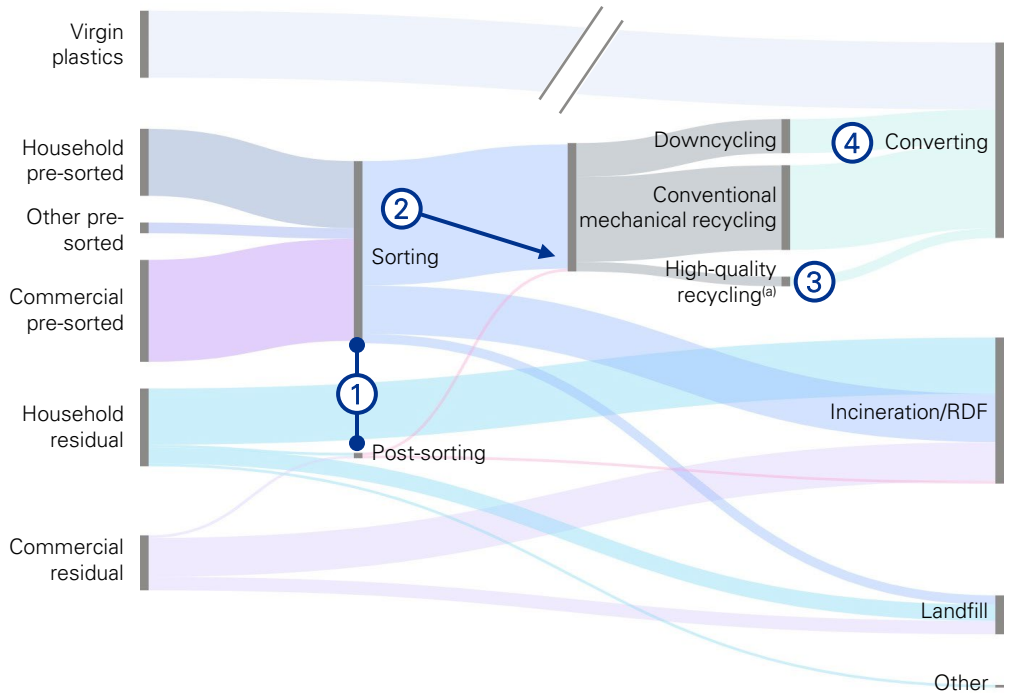 Virgin
plastics
Household
pre-sorted
Other pre-
sorted
Commercial
pre-sorted
Household
residual
Commercial
residual
2
Sorting
1
Post-sorting
Downcycling
Conventional
mechanical recycling
High-quality
recycling(a)
4
3
Converting
Incineration/RDF
Landfill
Other